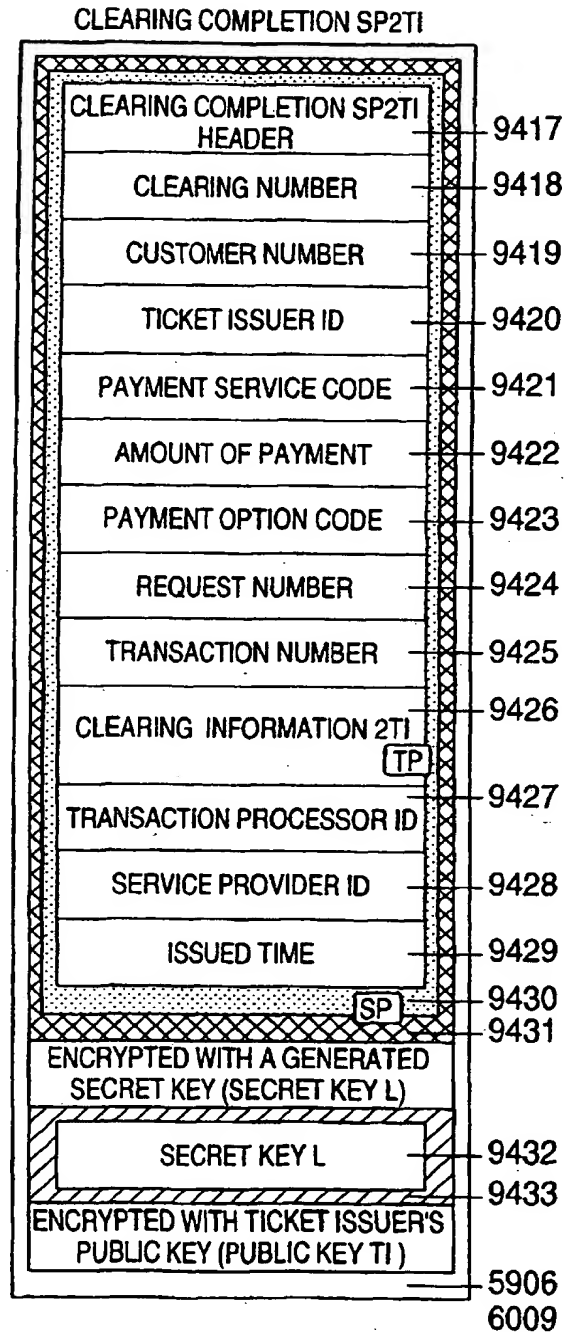 CLEARING COMPLETION SP2TI
CLEARING COMPLETION SP2TI
HEADER
9417
CLEARING NUMBER
9418
CUSTOMER NUMBER
9419
TICKET ISSUER ID
9420
PAYMENT SERVICE CODE
9421
AMOUNT OF PAYMENT
9422
PAYMENT OPTION CODE
9423
REQUEST NUMBER
9424
TRANSACTION NUMBER
9425
9426
CLEARING INFORMATION 2TI
TP
9427
TRANSACTION PROCESSOR ID
SERVICE PROVIDER ID
9428
ISSUED TIME
9429
SP
9430
9431
ENCRYPTED WITH A GENERATED
SECRET KEY (SECRET KEY L)
SECRET KEY L
9432
9433
ENCRYPTED WITH TICKET ISSUER'S
PUBLIC KEY (PUBLIC KEY TI )
5906
6009